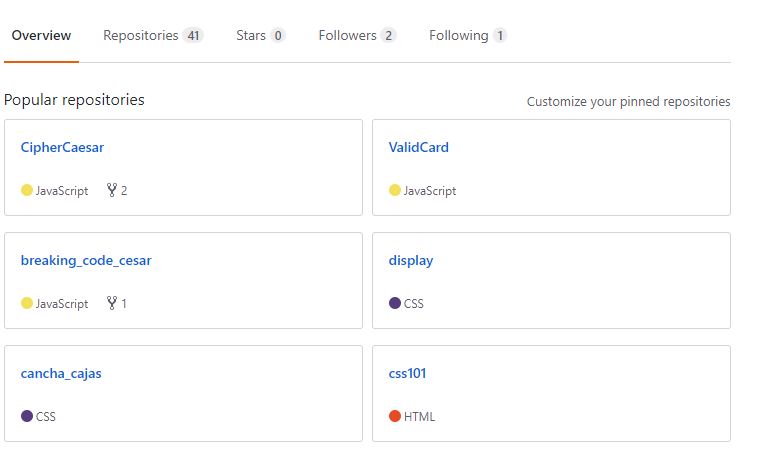 Overview Repositories 41 Stars 0 Followers 2 Following 1
Popular repositories Customize your pinned repositories
CipherCaesar
JavaScript 2
ValidCard
JavaScript
breaking_code_cesar
JavaScript 1
display
CSS
cancha_cajas
CSS
css101
HTML